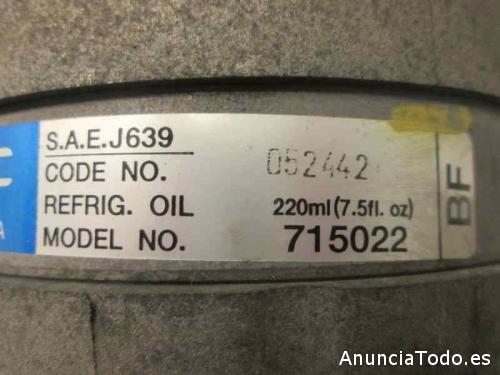 S.A.E.J639
CODE NO. 052442
REFRIG. OIL 220ml(7.5fl. oz)
MODEL NO. 715022
BF
A
AnunciaTodo.es